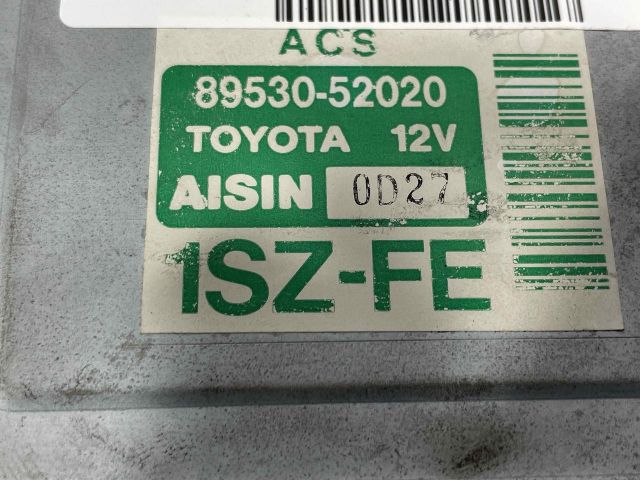 ACS
89530-52020
TOYOTA 12V
AISIN 0D27
1SZ-FE